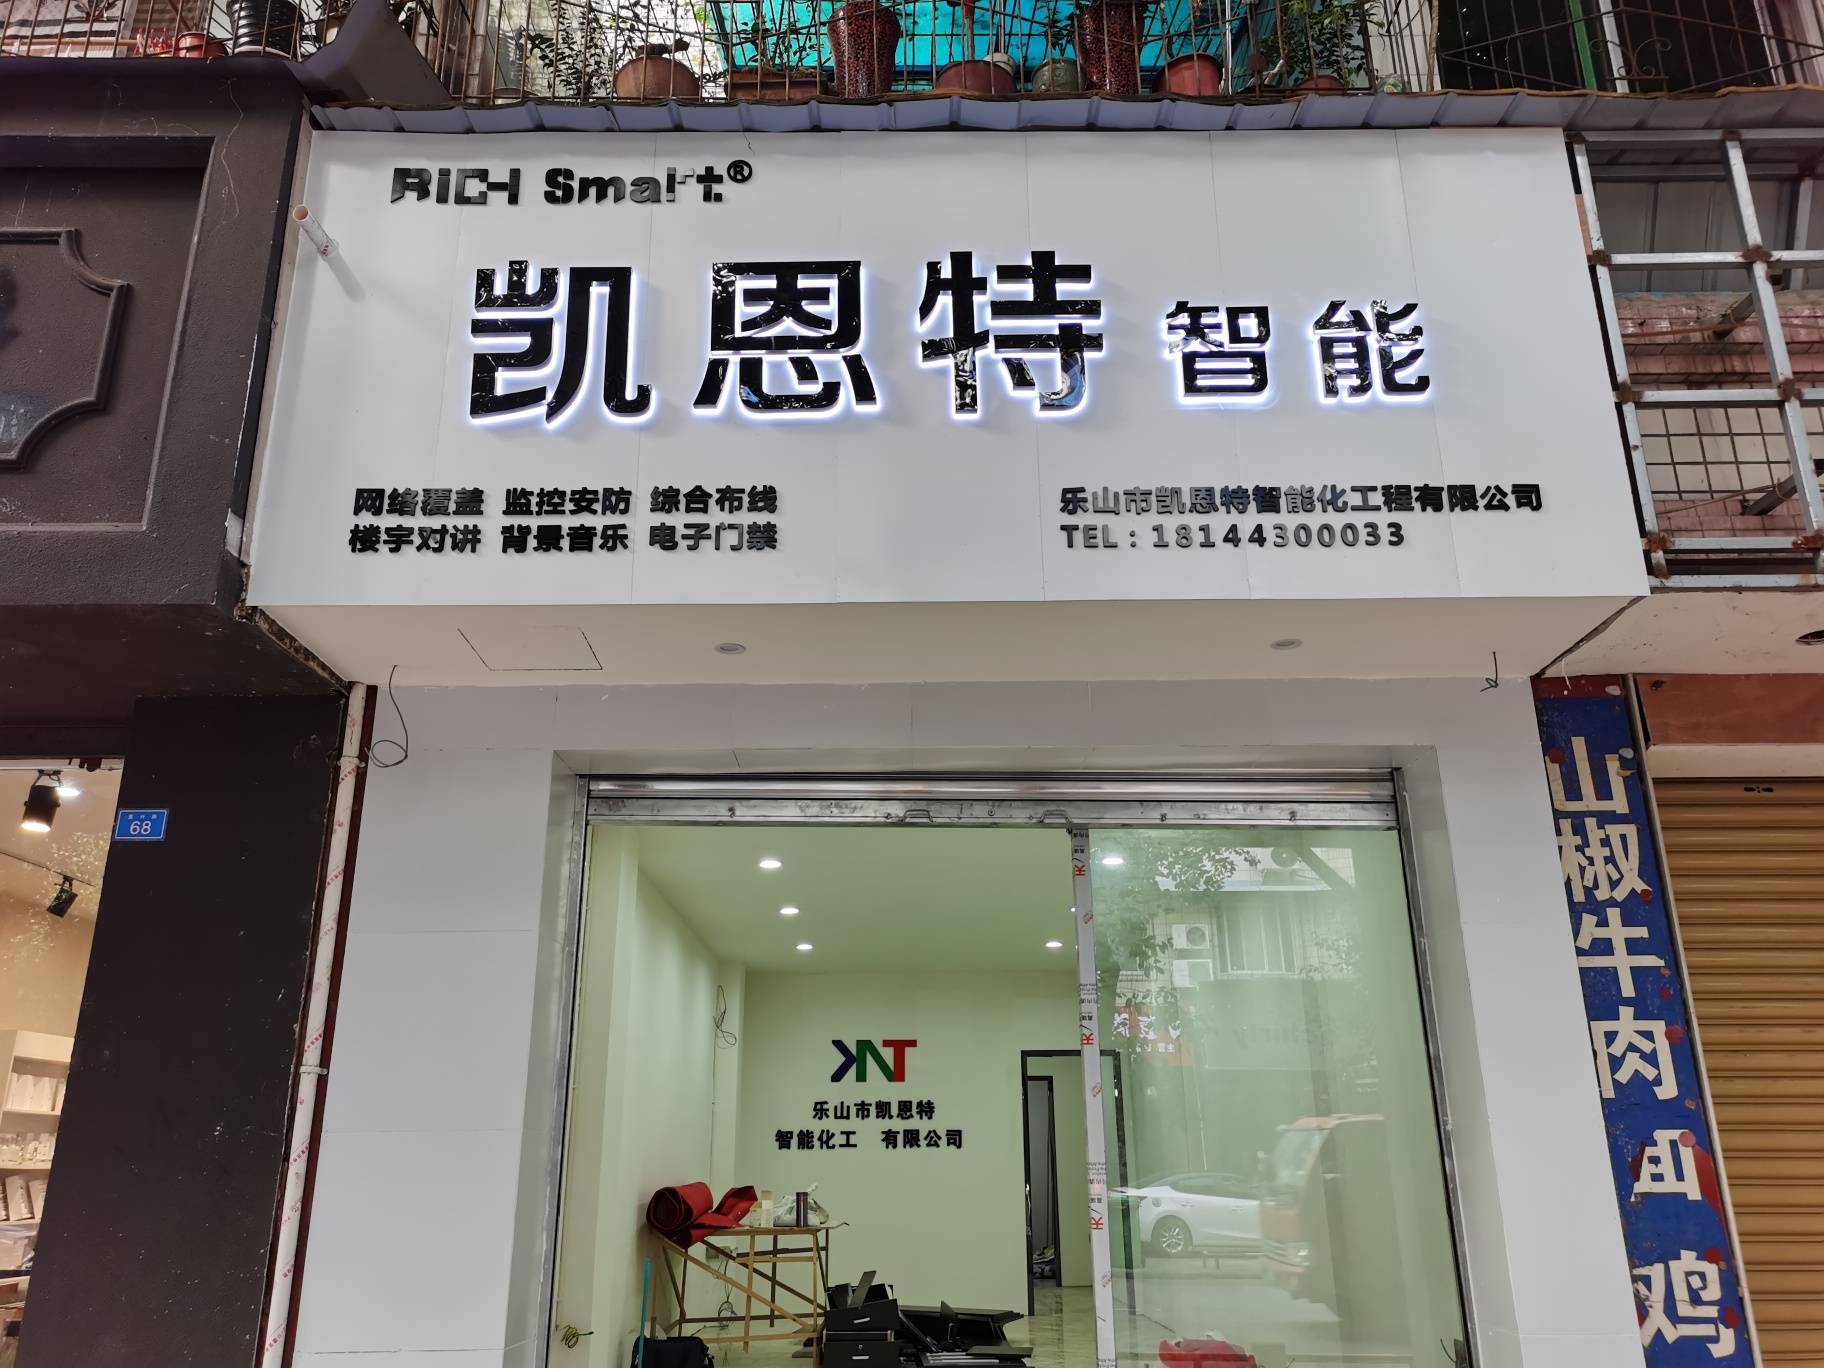 RiCH Smart®
凯恩特智能
网络覆盖 监控安防 综合布线
楼宇对讲 背景音乐 电子门禁
乐山市凯恩特智能化工程有限公司
TEL：18144300033
68
KNT
乐山市凯恩特
智能化工 有限公司
山椒牛肉
鸡